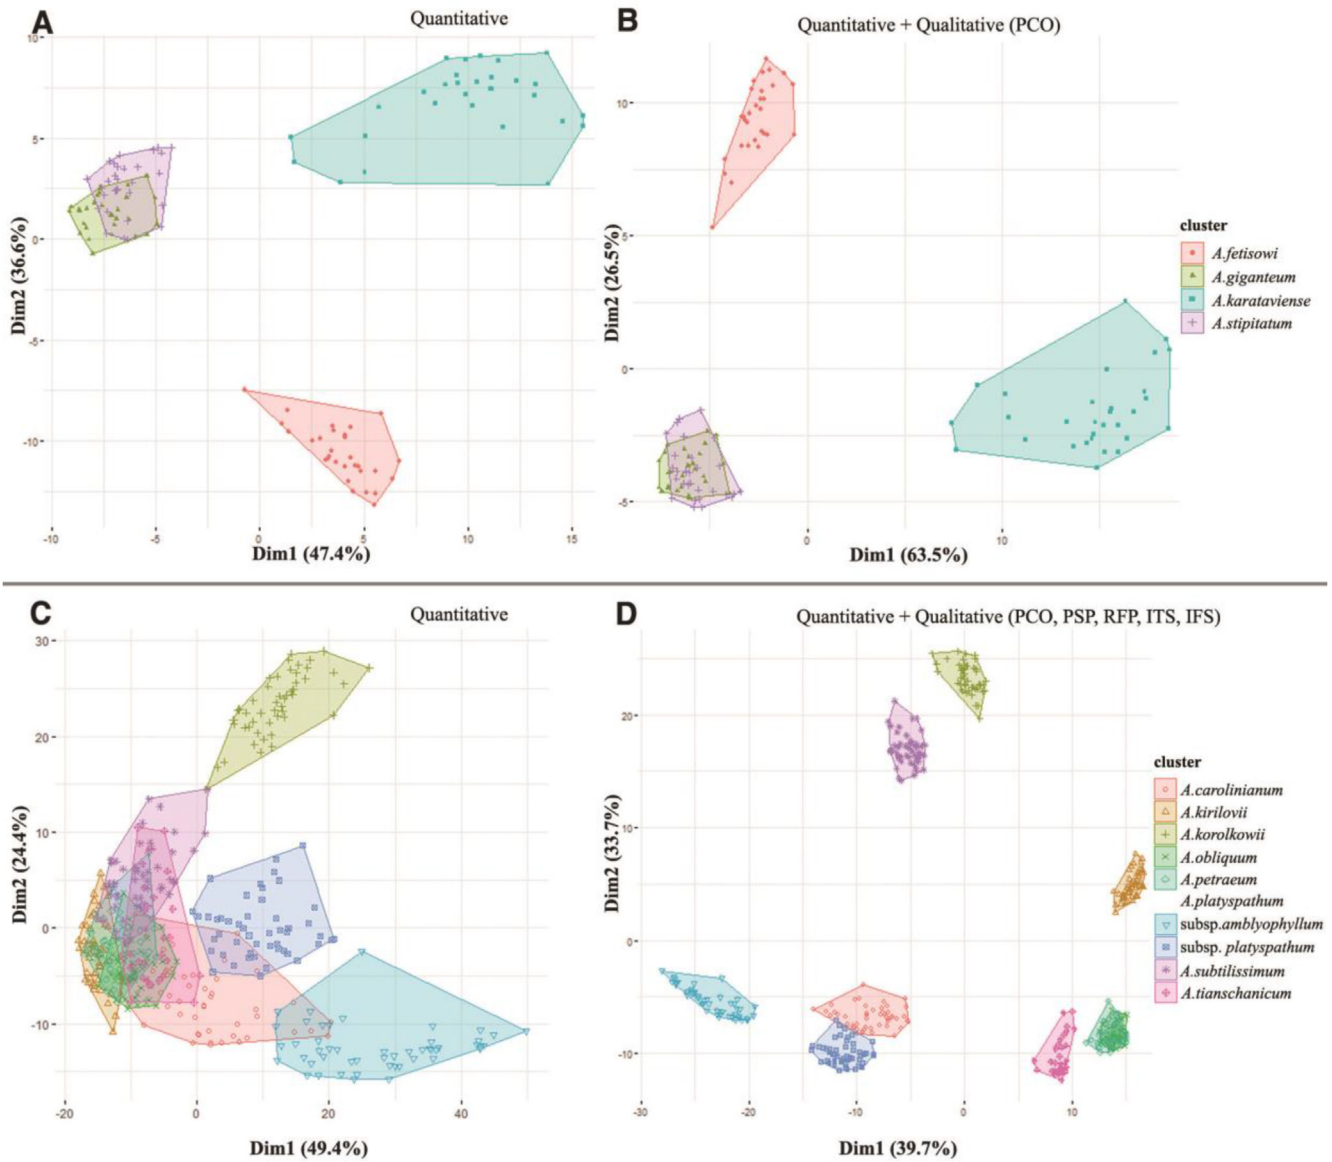 A
Quantitative
10
5
0
-5
-10
Dim2 (36.6%)
-10
-5
0
5
10
15
Dim1 (47.4%)
B
Quantitative + Qualitative (PCO)
10
5
0
-5
Dim2 (26.5%)
0
10
Dim1 (63.5%)
cluster
A.fetisowi
A.giganteum
A.karataviense
A.stipitatum
C
Quantitative
30
20
10
0
-10
Dim2 (24.4%)
-20
0
20
40
Dim1 (49.4%)
D
Quantitative + Qualitative (PCO, PSP, RFP, ITS, IFS)
20
10
0
-10
Dim2 (33.7%)
-30
-20
-10
0
10
Dim1 (39.7%)
cluster
A.carolinianum
A.kirilovii
A.korolkowii
A.obliquum
A.petraeum
A.platyspathum
subsp.amblyophyllum
subsp. platyspathum
A.subtilissimum
A.tianschanicum